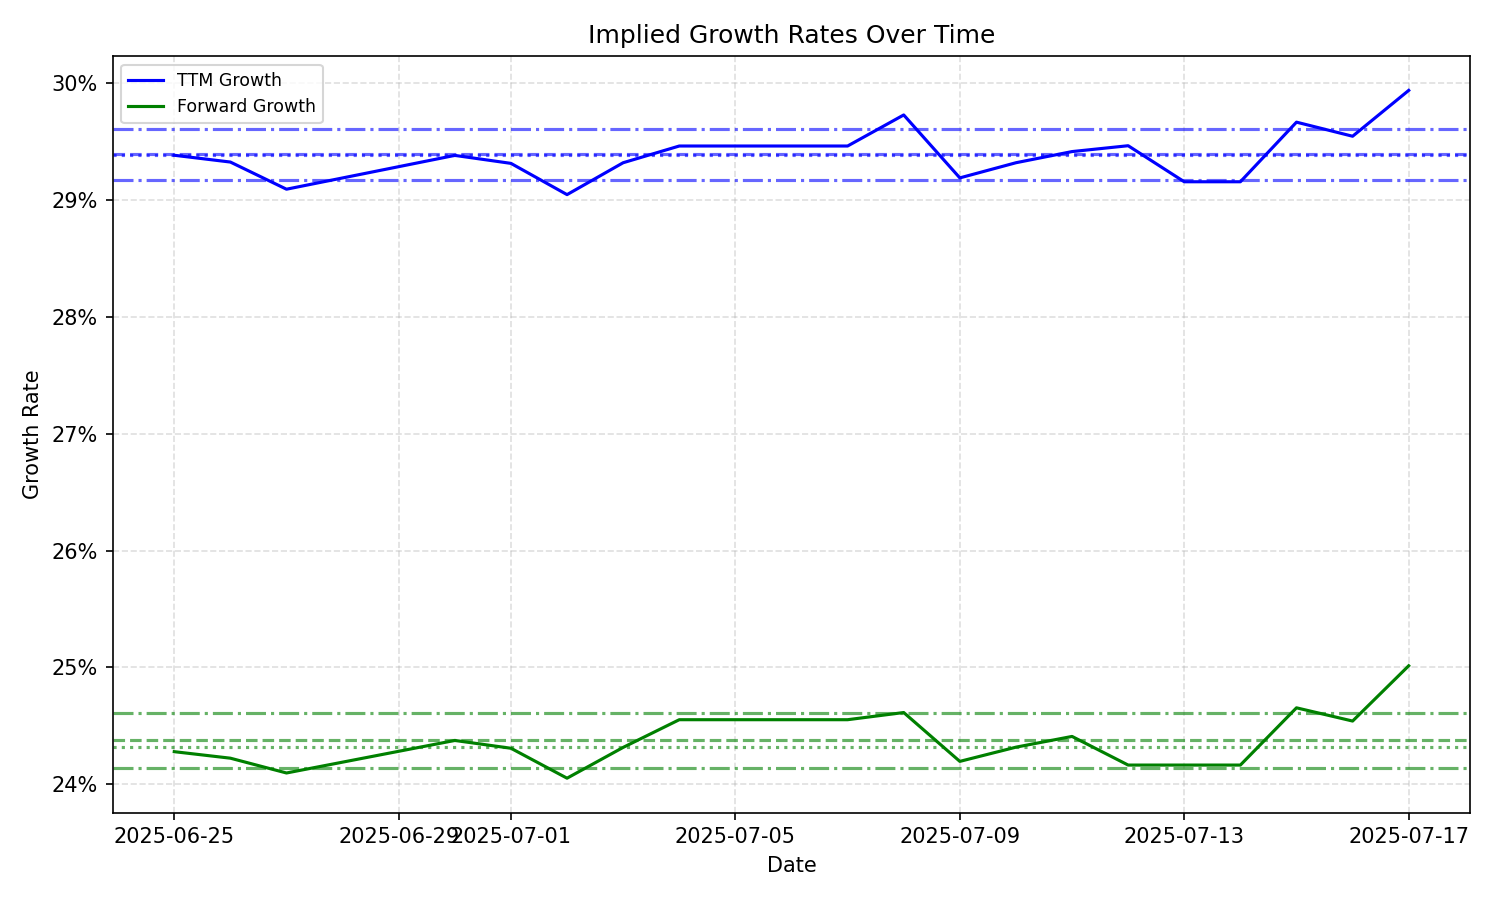 Implied Growth Rates Over Time
TTM Growth
Forward Growth
30%
29%
28%
27%
26%
25%
24%
Growth Rate
2025-06-25
2025-06-29
2025-07-01
2025-07-05
2025-07-09
2025-07-13
2025-07-17
Date